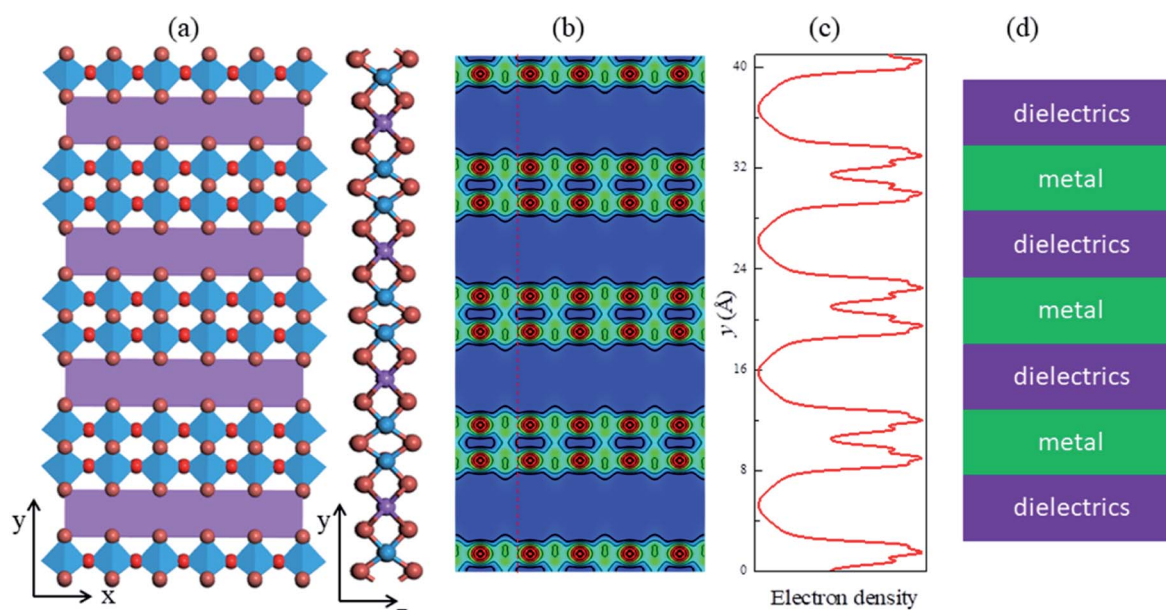 (a)
(b)
(c)
(d)
40
32
24
16
8
0
y (Å)
Electron density
dielectrics
metal
dielectrics
metal
dielectrics
metal
dielectrics
y
x
y